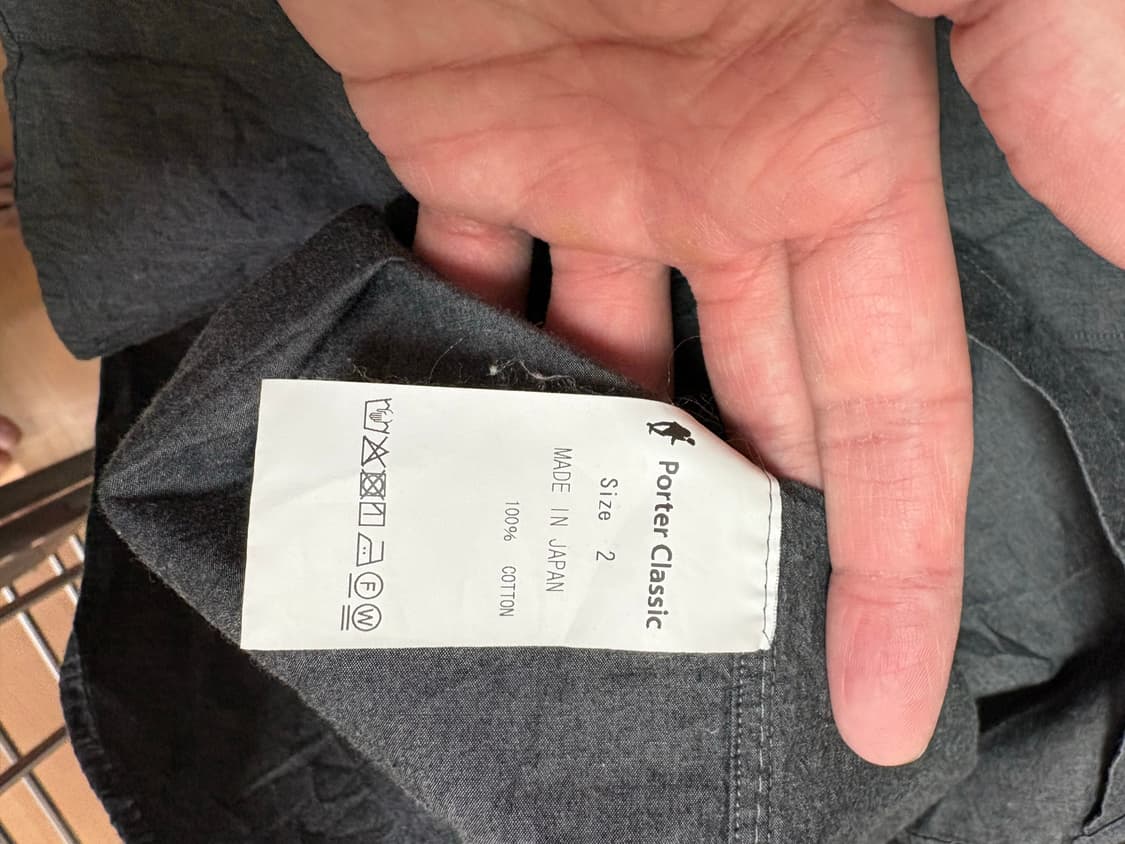 Porter Classic
Size 2
MADE IN JAPAN
100% COTTON
F W